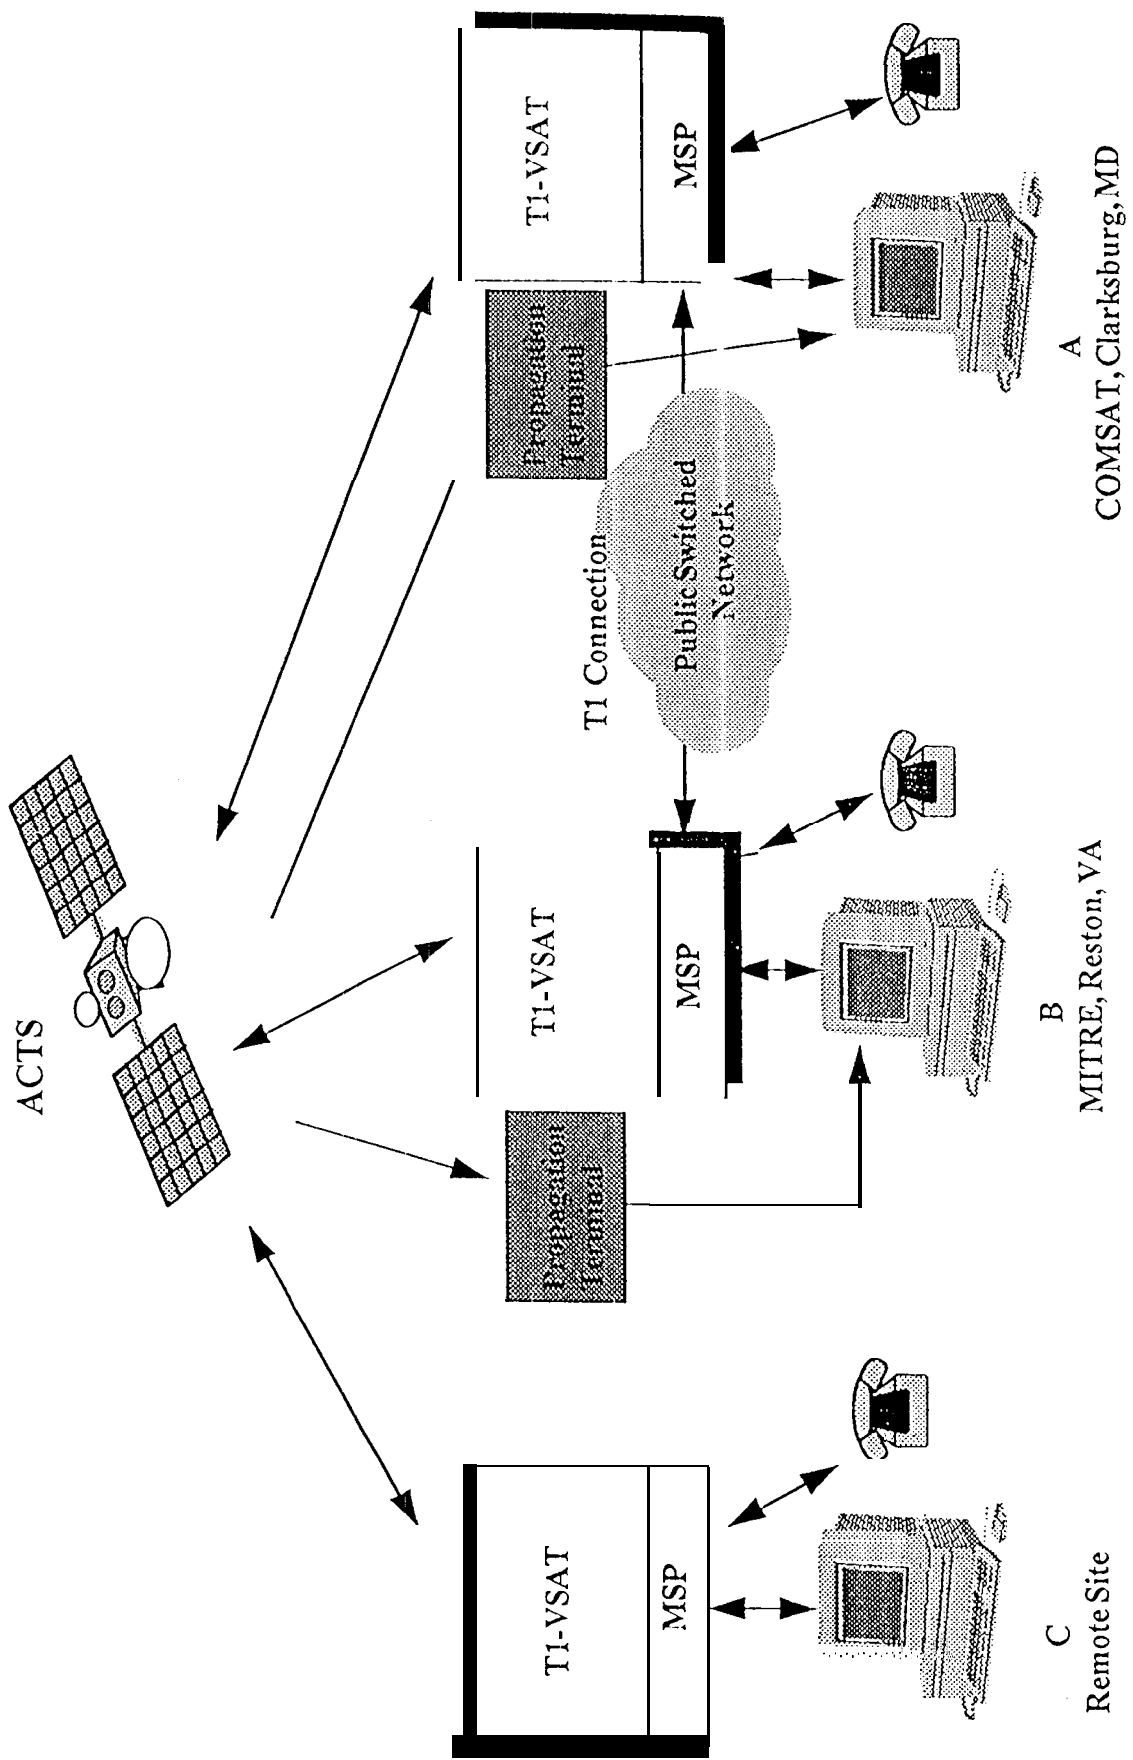 ACTS
T1-VSAT
MSP
C
Remote Site
Propagation
Terminal
T1-VSAT
MSP
B
MITRE, Reston, VA
T1 Connection
Public Switched
Network
Propagation
Terminal
T1-VSAT
MSP
A
COMSAT, Clarksburg, MD